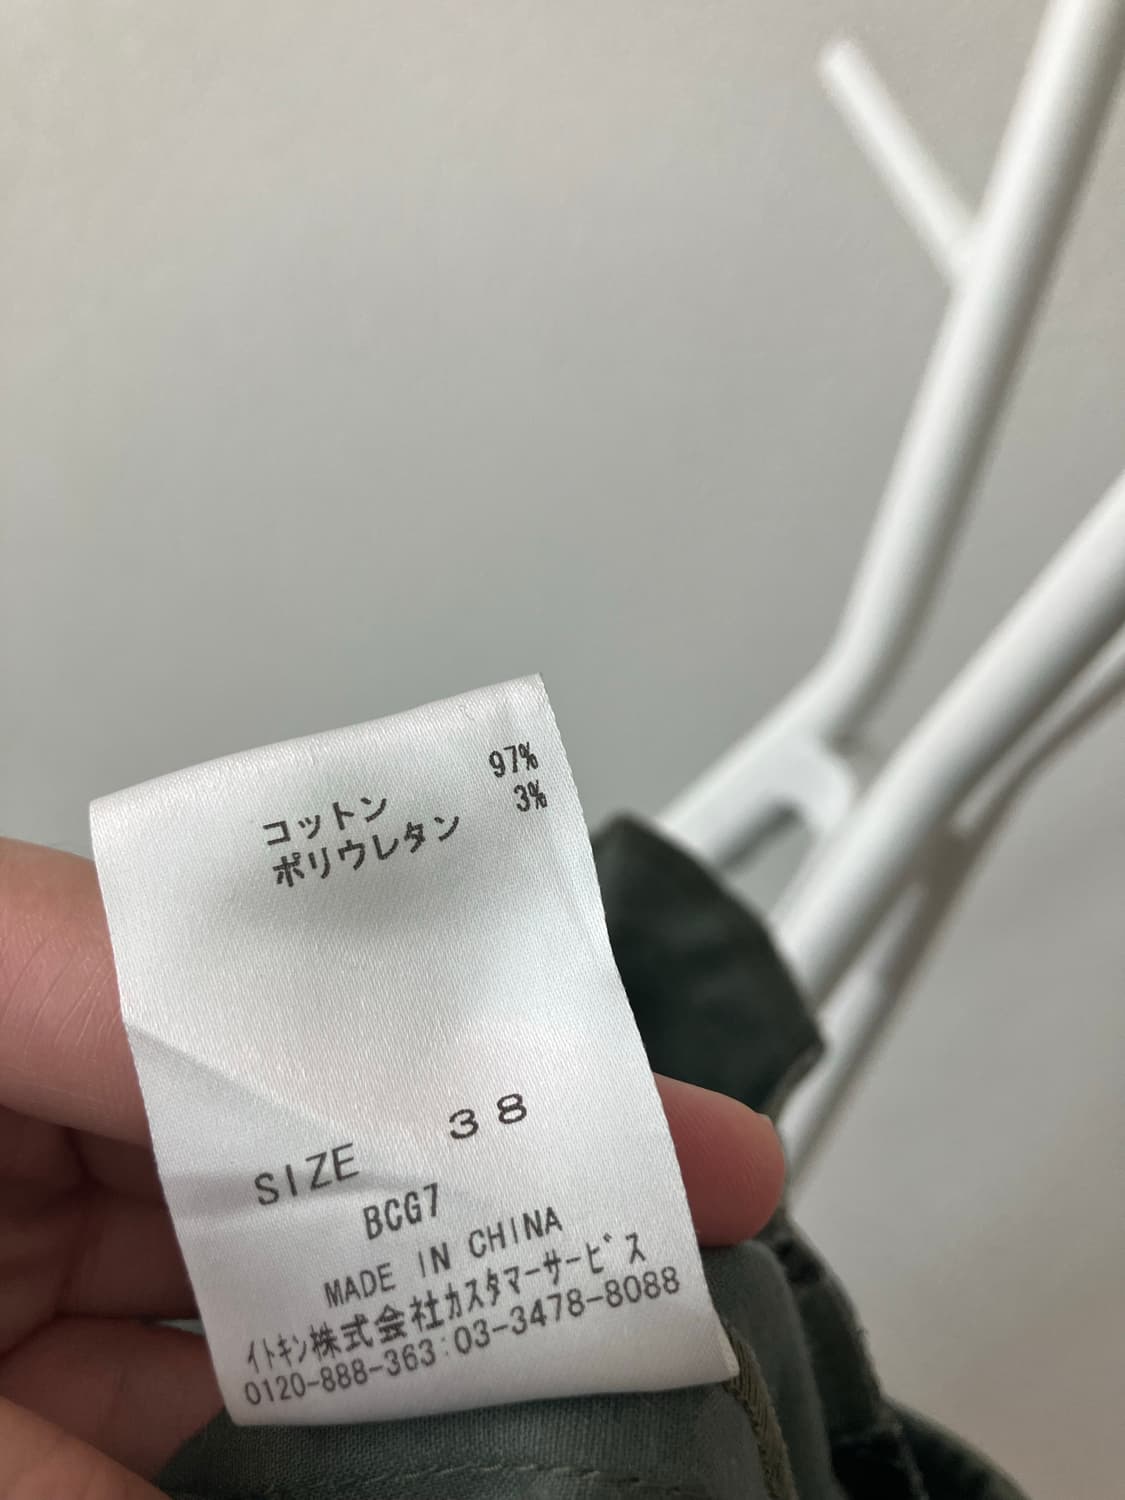 コットン 97%
ポリウレタン 3%
SIZE 38
BCG7
MADE IN CHINA
イトキン株式会社カスタマーサービス
0120-888-363:03-3478-8088